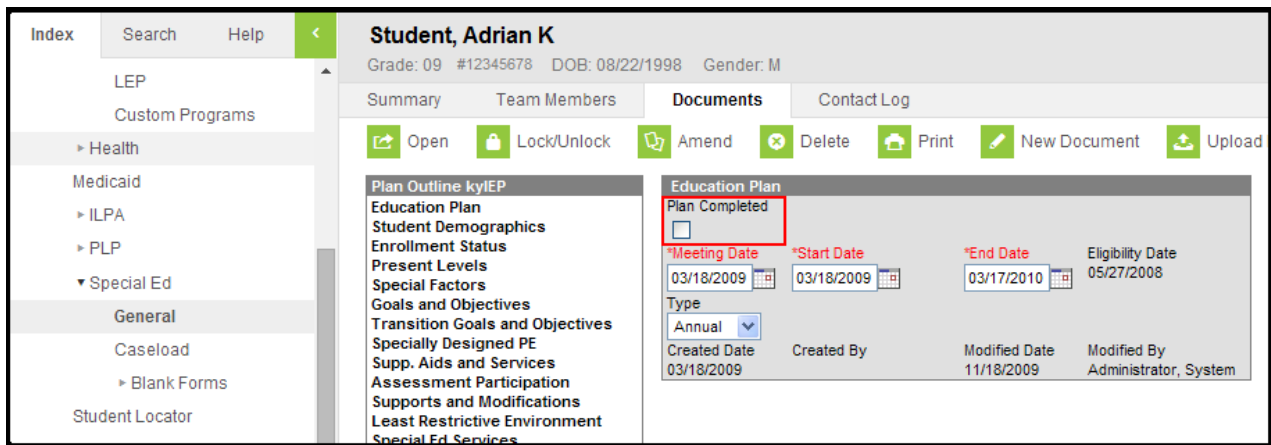 Index Search Help
LEP
Custom Programs
Health
Medicaid
ILPA
PLP
Special Ed
General
Caseload
Blank Forms
Student Locator
Student, Adrian K
Grade: 09 #12345678 DOB: 08/22/1998 Gender: M
Summary Team Members Documents Contact Log
Open Lock/Unlock Amend Delete Print New Document Upload
Plan Outline kyIEP
Education Plan
Student Demographics
Enrollment Status
Present Levels
Special Factors
Goals and Objectives
Transition Goals and Objectives
Specially Designed PE
Supp. Aids and Services
Assessment Participation
Supports and Modifications
Least Restrictive Environment
Special Ed Services
Education Plan
Plan Completed
*Meeting Date *Start Date *End Date Eligibility Date
03/18/2009 03/18/2009 03/17/2010 05/27/2008
Type
Annual
Created Date Created By Modified Date Modified By
03/18/2009 11/18/2009 Administrator, System